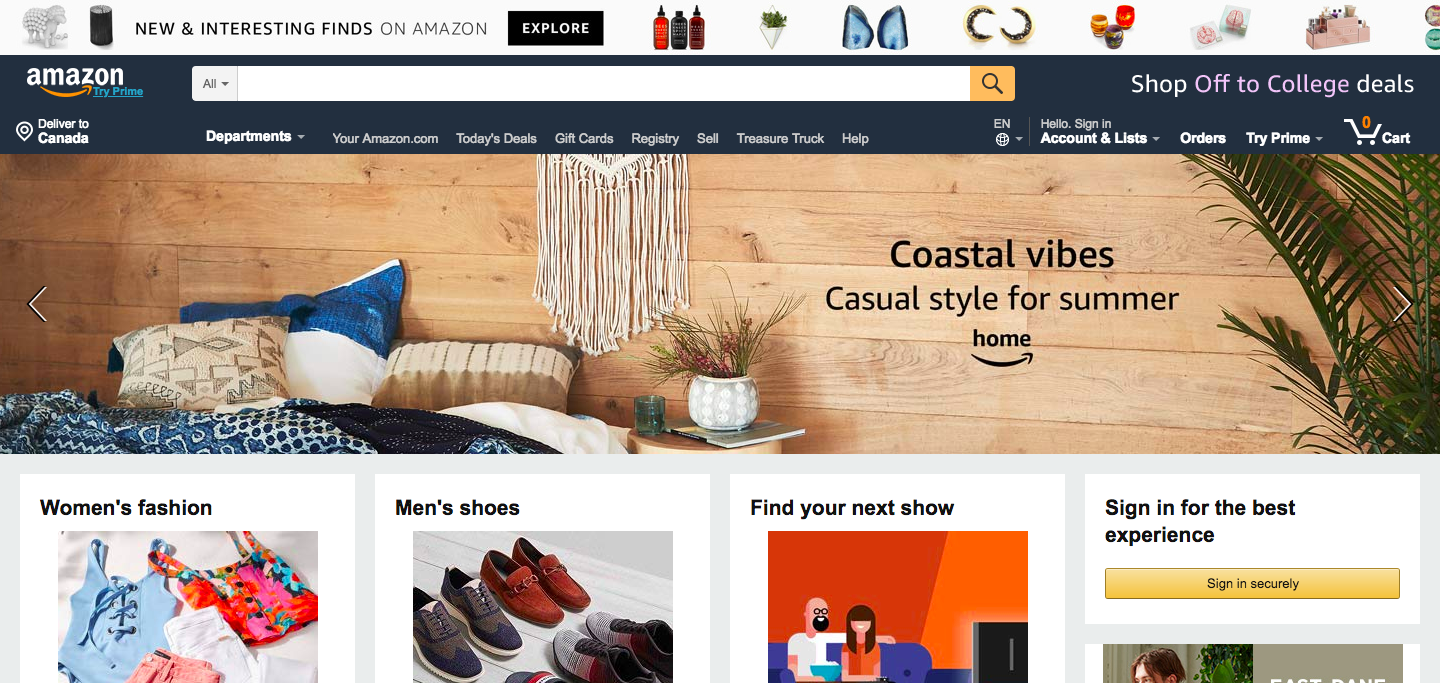 NEW & INTERESTING FINDS ON AMAZON EXPLORE
amazon
Try Prime
All
Shop Off to College deals
Deliver to
Canada
Departments
Your Amazon.com Today's Deals Gift Cards Registry Sell Treasure Truck Help
EN
Hello. Sign in
Account & Lists
Orders
Try Prime
0
Cart
Coastal vibes
Casual style for summer
home
Women's fashion
Men's shoes
Find your next show
Sign in for the best
experience
Sign in securely
EAST DANE